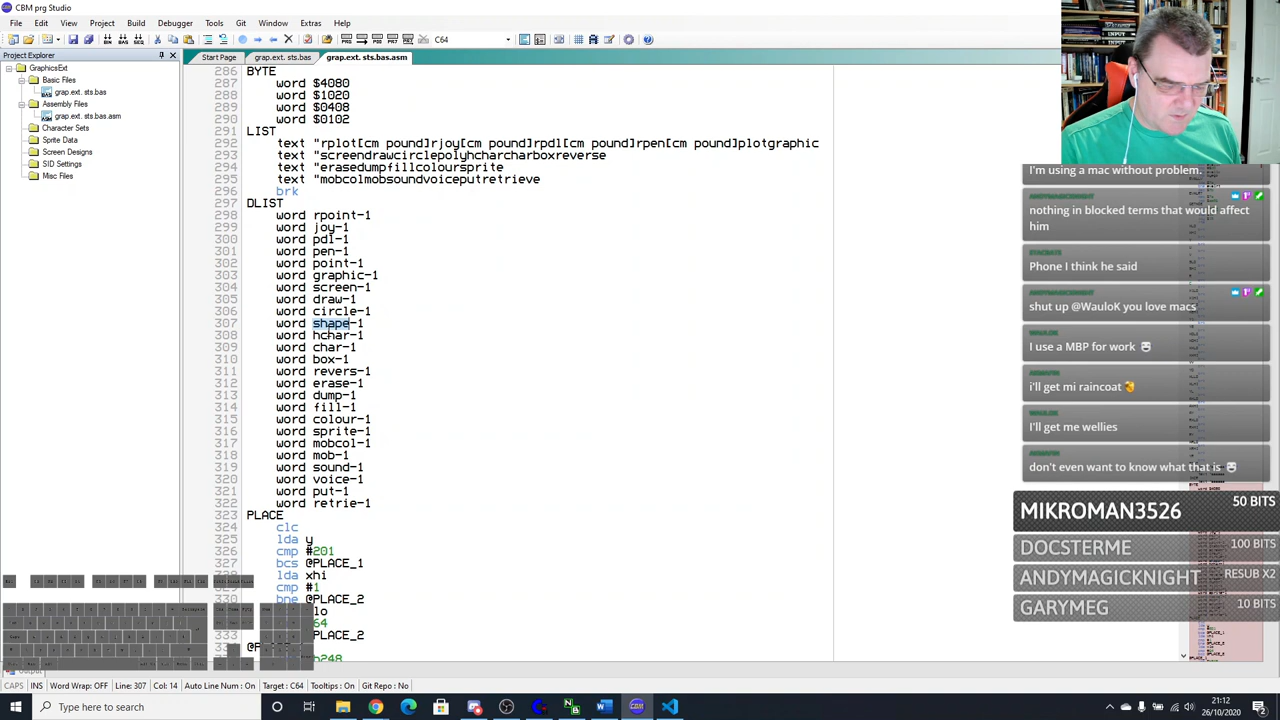 CBM prg Studio
File Edit View Project Build Debugger Tools Git Window Extras Help
C64
Project Explorer
GraphicsExt
Basic Files
grap.ext. sts.bas
Assembly Files
grap.ext. sts.bas.asm
Character Sets
Sprite Data
Screen Designs
SID Settings
Misc Files
Start Page grap.ext. sts.bas grap.ext. sts.bas.asm
286 BYTE
287 word $4080
288 word $1020
289 word $0408
290 word $0102
291 LIST
292 text "rplot[cm pound]rjoy[cm pound]rpdl[cm pound]rpen[cm pound]plotgraphic
293 text "screendrawcirclepolyhcharcharboxreverse
294 text "erasedumpfillcoloursprite
295 text "mobcolmobsoundvoiceputretrieve
296 brk
297 DLIST
298 word rpoint-1
299 word joy-1
300 word pdl-1
301 word pen-1
302 word point-1
303 word graphic-1
304 word screen-1
305 word draw-1
306 word circle-1
307 word shape-1
308 word hchar-1
309 word char-1
310 word box-1
311 word revers-1
312 word erase-1
313 word dump-1
314 word fill-1
315 word colour-1
316 word sprite-1
317 word mobcol-1
318 word mob-1
319 word sound-1
320 word voice-1
321 word put-1
322 word retrie-1
323 PLACE
324 clc
325 lda y
326 cmp #201
327 bcs @PLACE_1
328 lda xhi
329 cmp #1
330 bne @PLACE_2
lo
64
333 PLACE_2
I'm using a mac without problem.
nothing in blocked terms that would affect
him
Phone I think he said
shut up @WauloK you love macs
WAULOK
I use a MBP for work
i'll get mi raincoat
WAULOK
I'll get me wellies
don't even want to know what that is
MIKROMAN3526 50 BITS
DOCSTERME 100 BITS
ANDYMAGICKNIGHT RESUB X2
GARYMEG 10 BITS
Output
CAPS INS Word Wrap: OFF Line: 307 Col: 14 Auto Line Num : On Target : C64 Tooltips : On Git Repo : No
Type here to search
21:12
26/10/2020